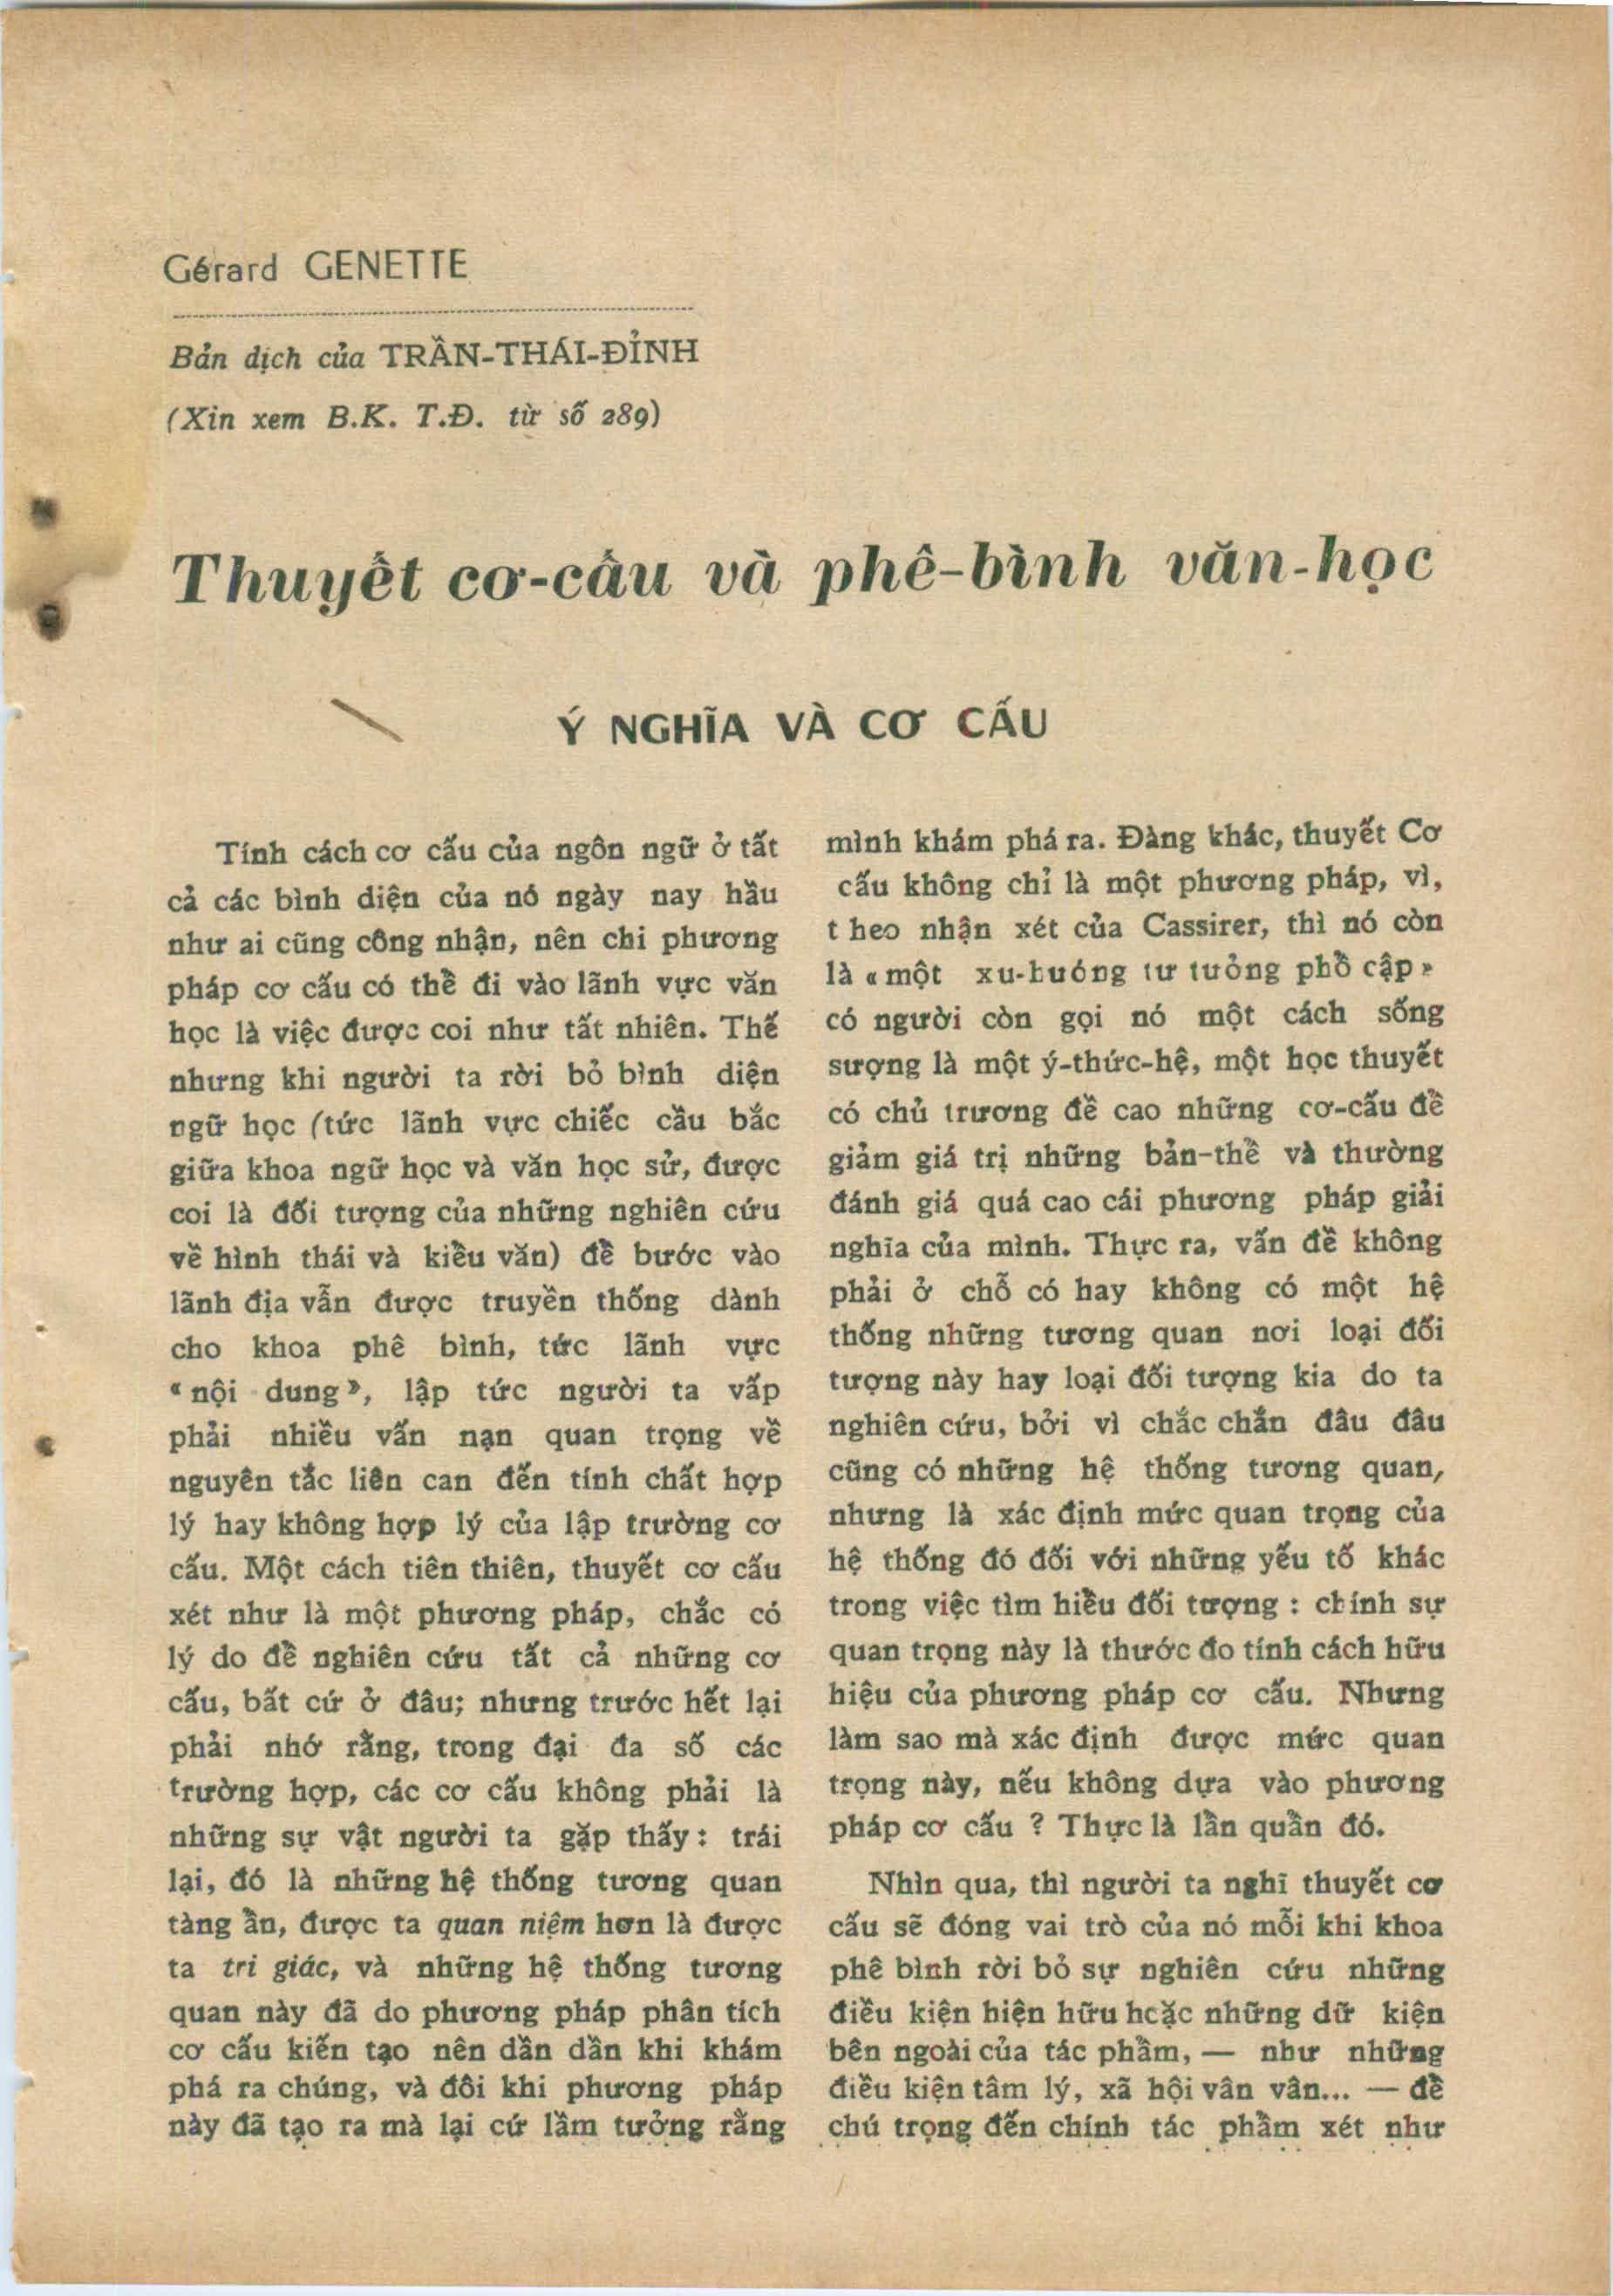 Gérard GENETTE
Bản dịch của TRẦN-THÁI-ĐỈNH
(Xin xem B.K. T.Đ. từ số 289)
Thuyết cơ-cấu và phê-bình văn-học
Ý NGHĨA VÀ CƠ CẤU
Tính cách cơ cấu của ngôn ngữ ở tất
cả các bình diện của nó ngày nay hầu
như ai cũng công nhận, nên chi phương
pháp cơ cấu có thể đi vào lãnh vực văn
học là việc được coi như tất nhiên. Thế
nhưng khi người ta rời bỏ bình diện
ngữ học (tức lãnh vực chiếc cầu bắc
giữa khoa ngữ học và văn học sử, được
coi là đối tượng của những nghiên cứu
về hình thái và kiểu văn) để bước vào
lãnh địa vẫn được truyền thống dành
cho khoa phê bình, tức lãnh vực
« nội dung », lập tức người ta vấp
phải nhiều vấn nạn quan trọng về
nguyên tắc liên can đến tính chất hợp
lý hay không hợp lý của lập trường cơ
cấu. Một cách tiên thiên, thuyết cơ cấu
xét như là một phương pháp, chắc có
lý do để nghiên cứu tất cả những cơ
cấu, bất cứ ở đâu; nhưng trước hết lại
phải nhớ rằng, trong đại đa số các
trường hợp, các cơ cấu không phải là
những sự vật người ta gặp thấy : trái
lại, đó là những hệ thống tương quan
tàng ẩn, được ta quan niệm hơn là được
ta tri giác, và những hệ thống tương
quan này đã do phương pháp phân tích
cơ cấu kiến tạo nên dần dần khi khám
phá ra chúng, và đôi khi phương pháp
này đã tạo ra mà lại cứ lầm tưởng rằng
mình khám phá ra. Đàng khác, thuyết Cơ
cấu không chỉ là một phương pháp, vì,
theo nhận xét của Cassirer, thì nó còn
là « một xu-huóng tư tuỏng phổ cập »
có người còn gọi nó một cách sống
sượng là một ý-thức-hệ, một học thuyết
có chủ trương đề cao những cơ-cấu để
giảm giá trị những bản-thể và thường
đánh giá quá cao cái phương pháp giải
nghĩa của mình. Thực ra, vấn đề không
phải ở chỗ có hay không có một hệ
thống những tương quan nơi loại đối
tượng này hay loại đối tượng kia do ta
nghiên cứu, bởi vì chắc chắn đâu đâu
cũng có những hệ thống tương quan,
nhưng là xác định mức quan trọng của
hệ thống đó đối với những yếu tố khác
trong việc tìm hiểu đối tượng : chính sự
quan trọng này là thước đo tính cách hữu
hiệu của phương pháp cơ cấu. Nhưng
làm sao mà xác định được mức quan
trọng này, nếu không dựa vào phương
pháp cơ cấu ? Thực là lẩn quẩn đó.
Nhìn qua, thì người ta nghĩ thuyết cơ
cấu sẽ đóng vai trò của nó mỗi khi khoa
phê bình rời bỏ sự nghiên cứu những
điều kiện hiện hữu hoặc những dữ kiện
bên ngoài của tác phẩm, — như những
điều kiện tâm lý, xã hội vân vân... — để
chú trọng đến chính tác phẩm xét như